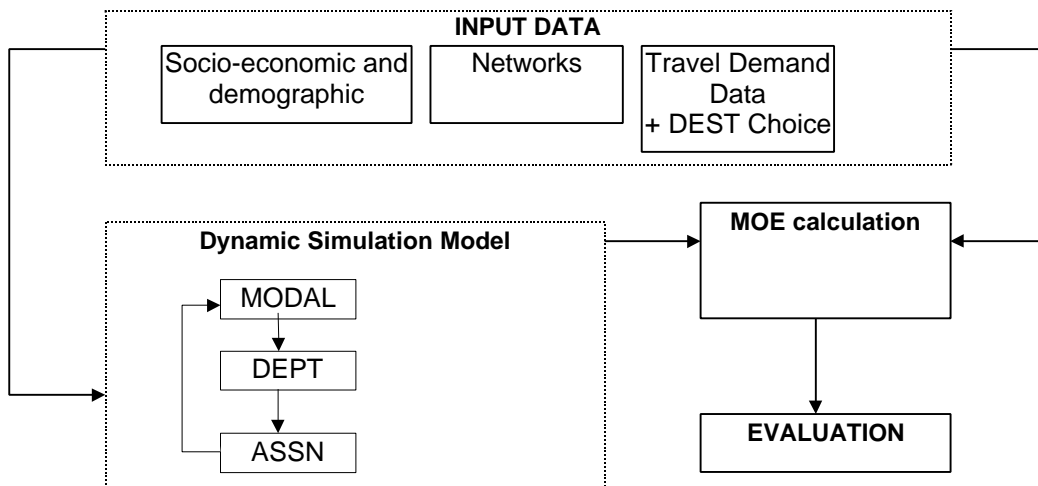 INPUT DATA
Socio-economic and
demographic
Networks
Travel Demand
Data
+ DEST Choice
Dynamic Simulation Model
MODAL
DEPT
ASSN
MOE calculation
EVALUATION